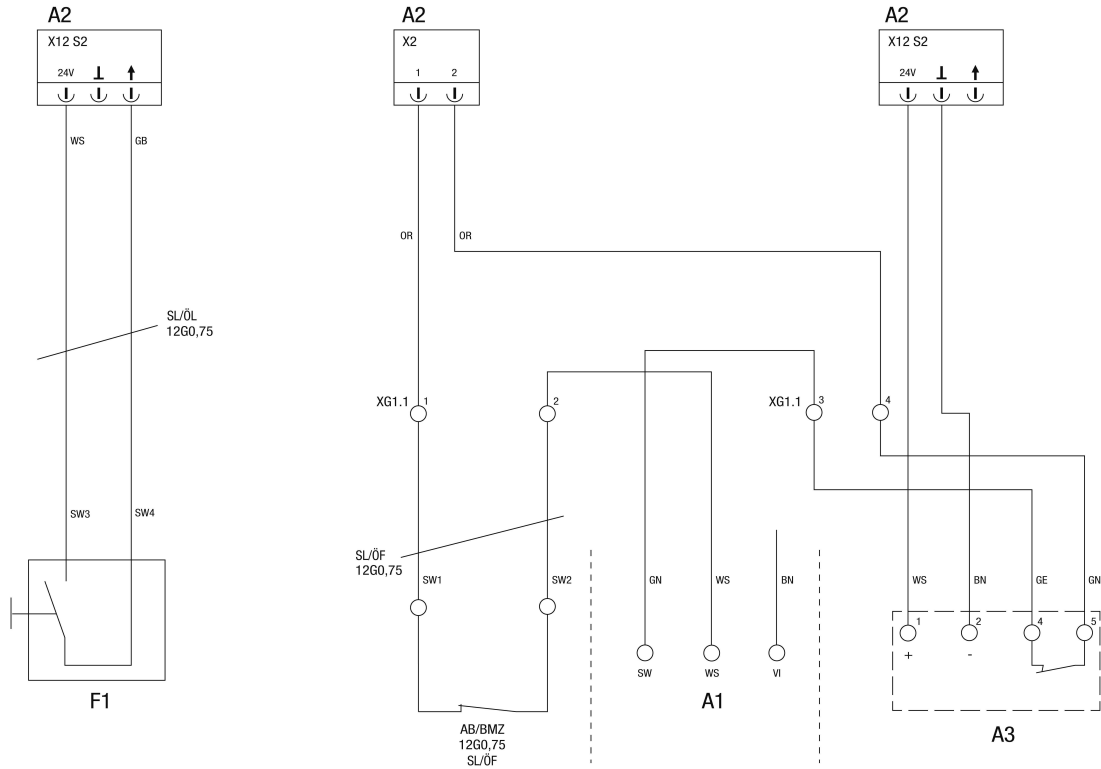 A2
X12 S2
24V
WS
GB
SL/ÖL
12G0,75
SW3
SW4
F1
A2
X2
1
2
OR
OR
XG1.1
1
2
SL/ÖF
12G0,75
SW1
SW2
AB/BMZ
12G0,75
SL/ÖF
XG1.1
3
4
GN
WS
BN
SW
WS
VI
A1
A2
X12 S2
24V
WS
BN
GE
GN
1
2
4
5
+
-
A3